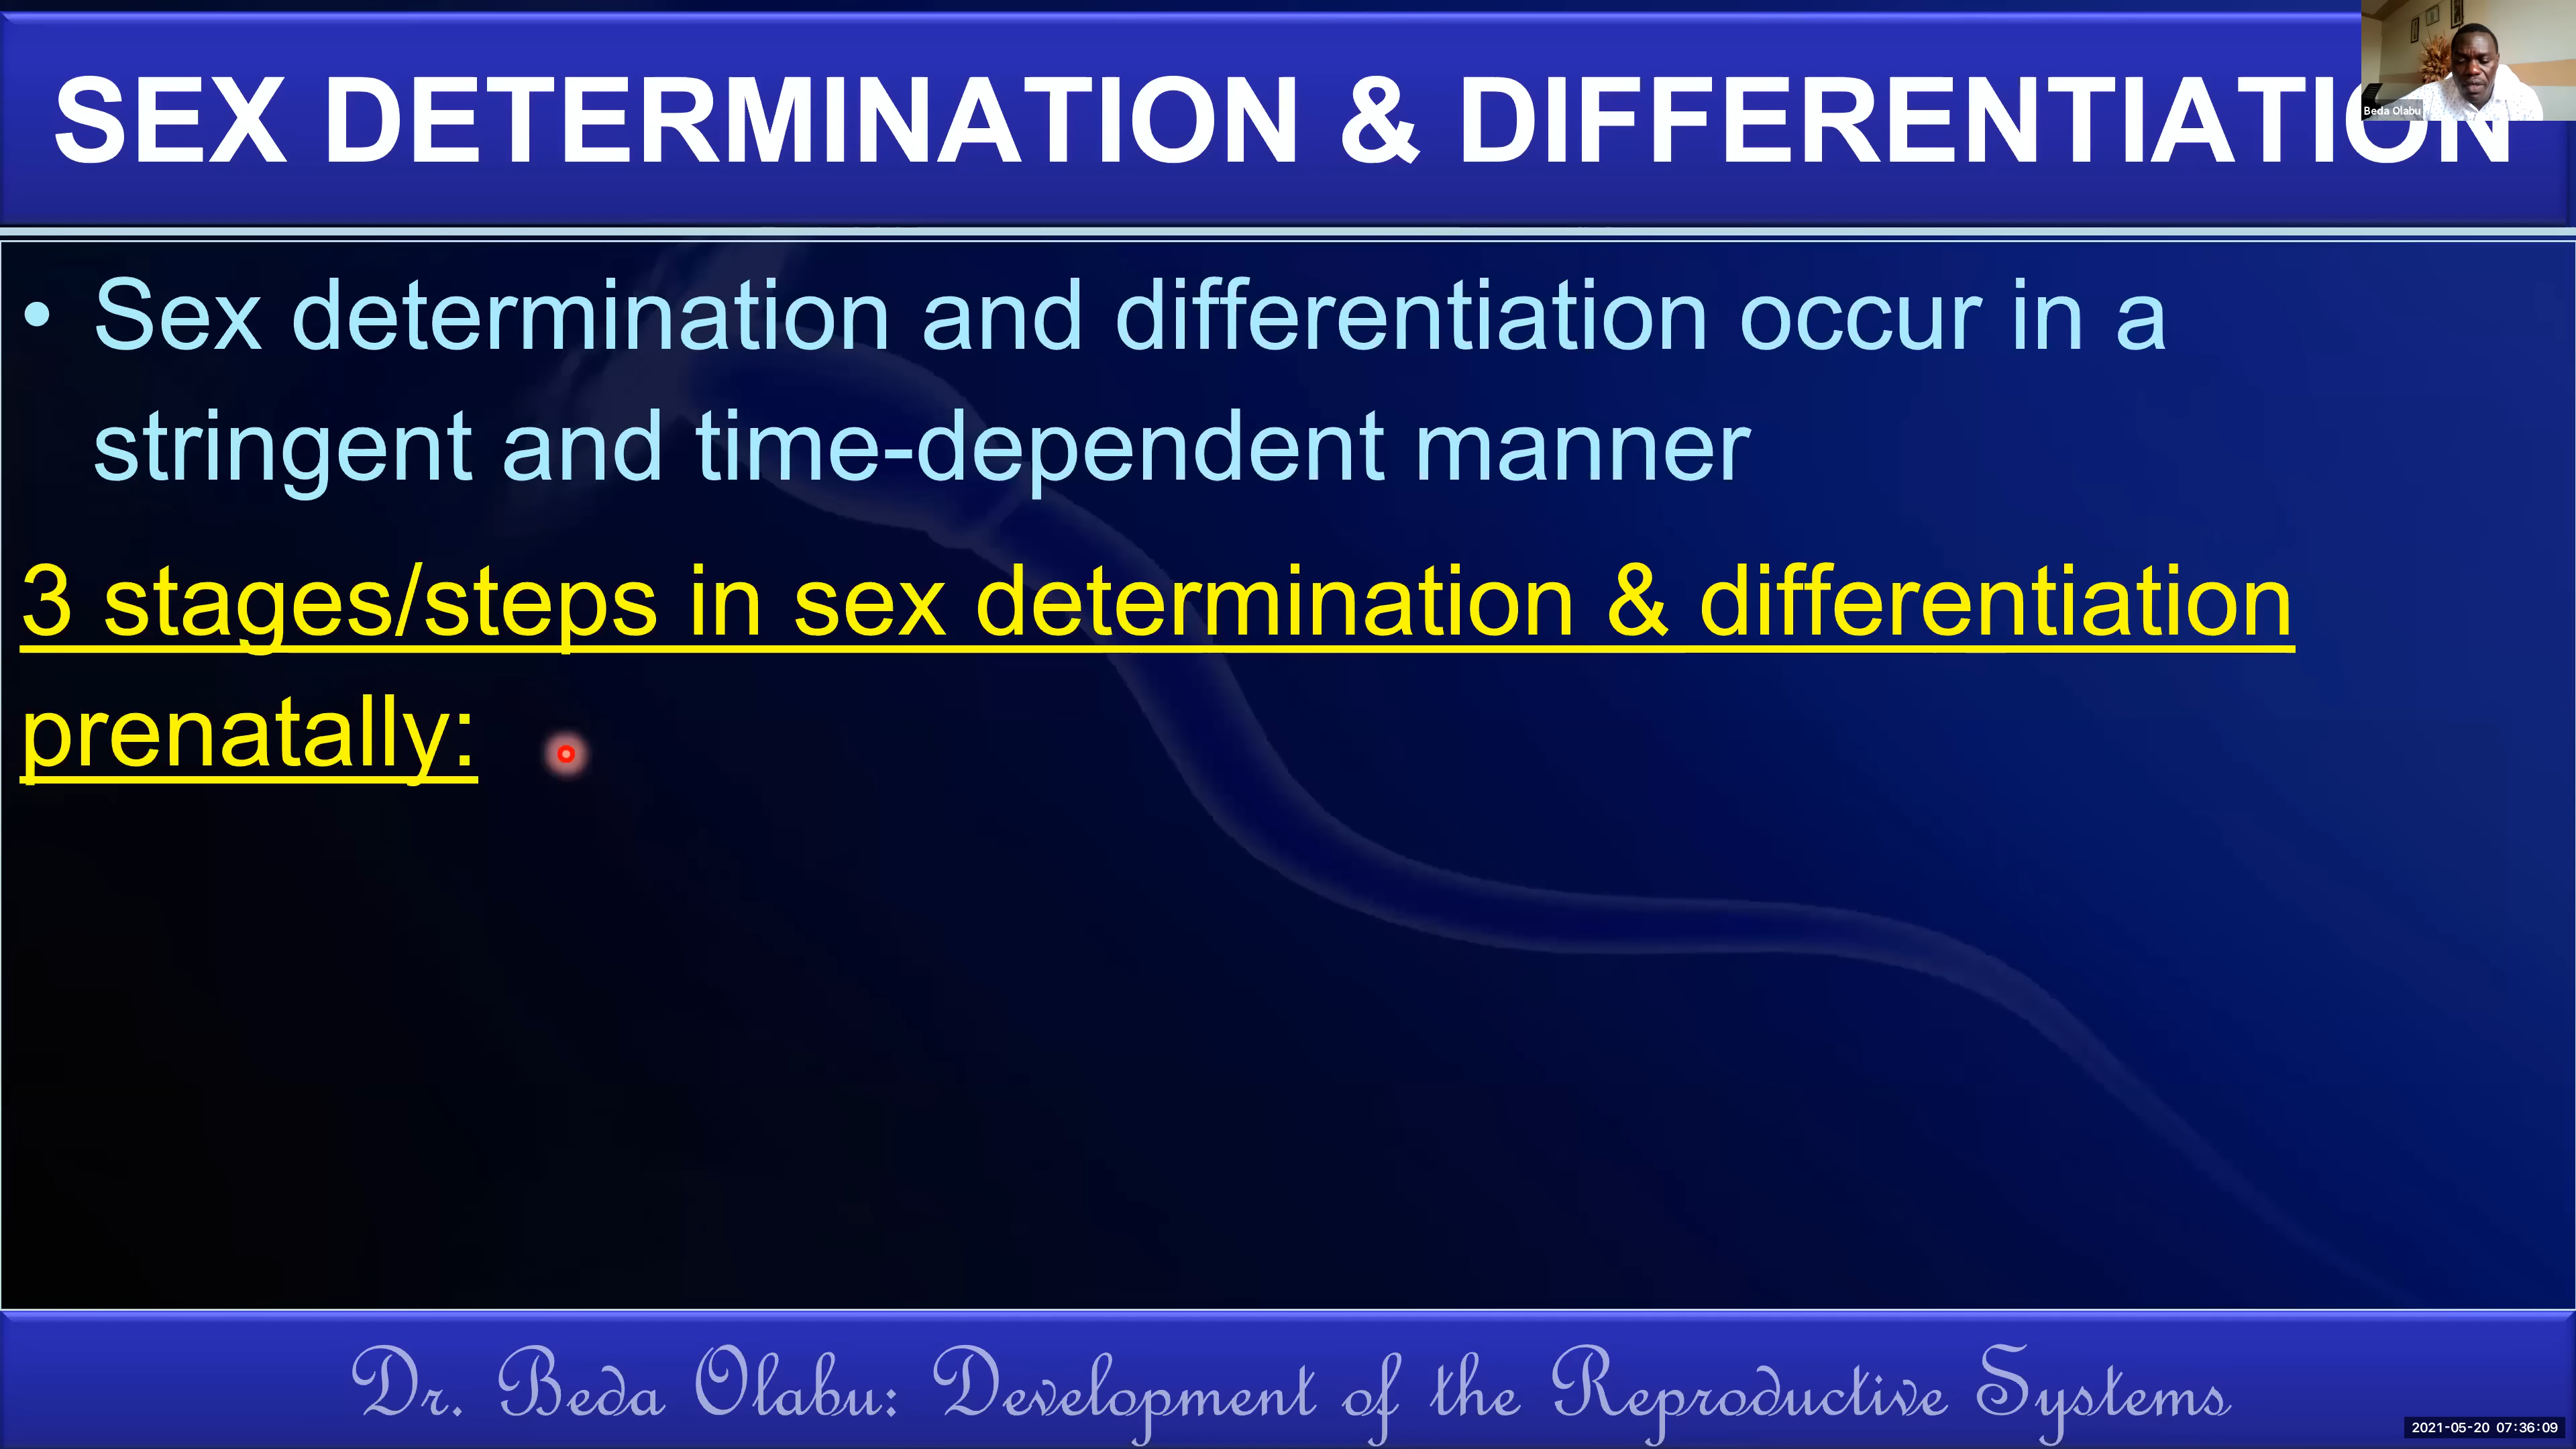 SEX DETERMINATION & DIFFERENTIATION
Beda Olabu
• Sex determination and differentiation occur in a
stringent and time-dependent manner
3 stages/steps in sex determination & differentiation
prenatally:
Dr. Beda Olabu: Development of the Reproductive Systems
2021-05-20 07:36:09